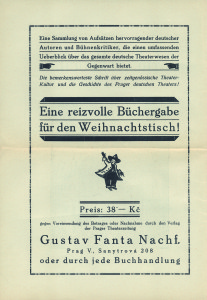 Eine Sammlung von Aufsätzen hervorragender deutscher
Autoren und Bühnenkritiker, die einen umfassenden
Ueberblick über das gesamte deutsche Theaterwesen der
Gegenwart bietet.
Die bemerkenswerteste Schrift über zeitgenössische Theater-
Kultur und die Geschichte des Prager deutschen Theaters!
Eine reizvolle Büchergabe
für den Weihnachtstisch!
Preis: 38·— Kč
gegen Voreinsendung des Betrages oder Nachnahme durch den Verlag
der Prager Theaterzeitung
Gustav Fanta Nachf.
Prag V, Sanytrová 208
oder durch jede Buchhandlung